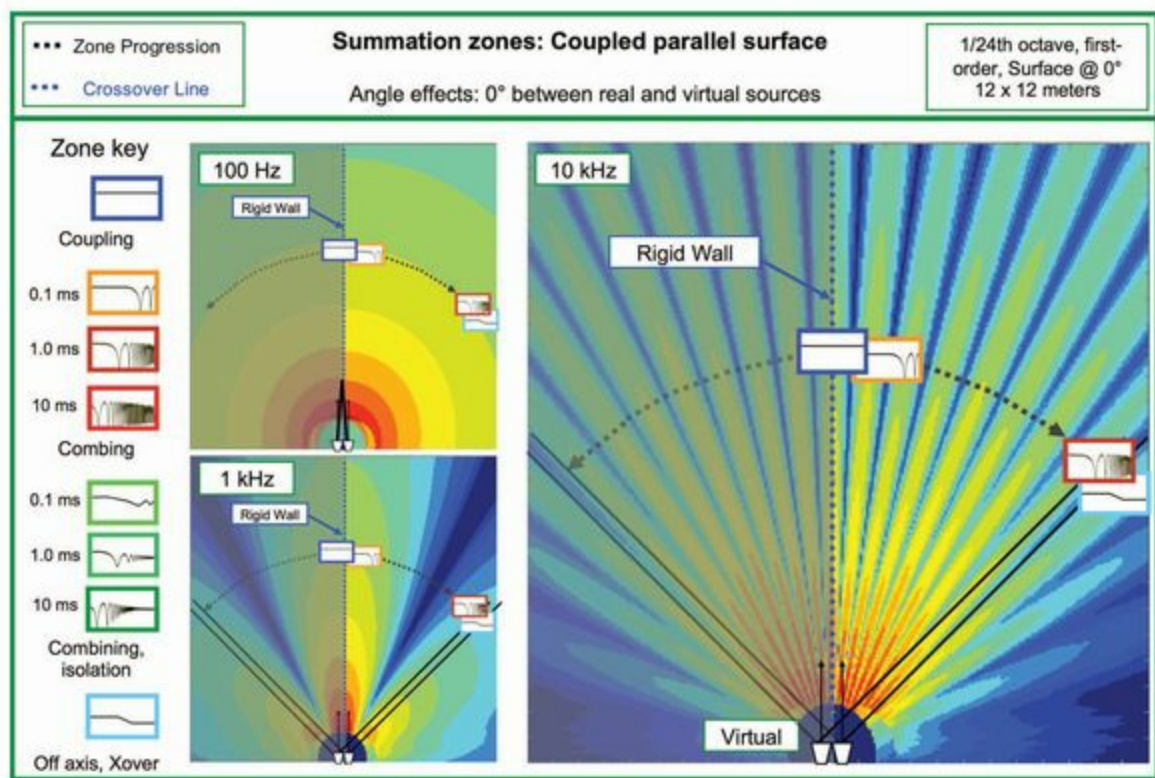 Zone Progression
Crossover Line
Summation zones: Coupled parallel surface
Angle effects: 0° between real and virtual sources
1/24th octave, first-
order, Surface @ 0°
12 x 12 meters
Zone key
Coupling
0.1 ms
1.0 ms
10 ms
Combing
0.1 ms
1.0 ms
10 ms
Combining,
isolation
Off axis, Xover
100 Hz
Rigid Wall
1 kHz
Rigid Wall
10 kHz
Rigid Wall
Virtual